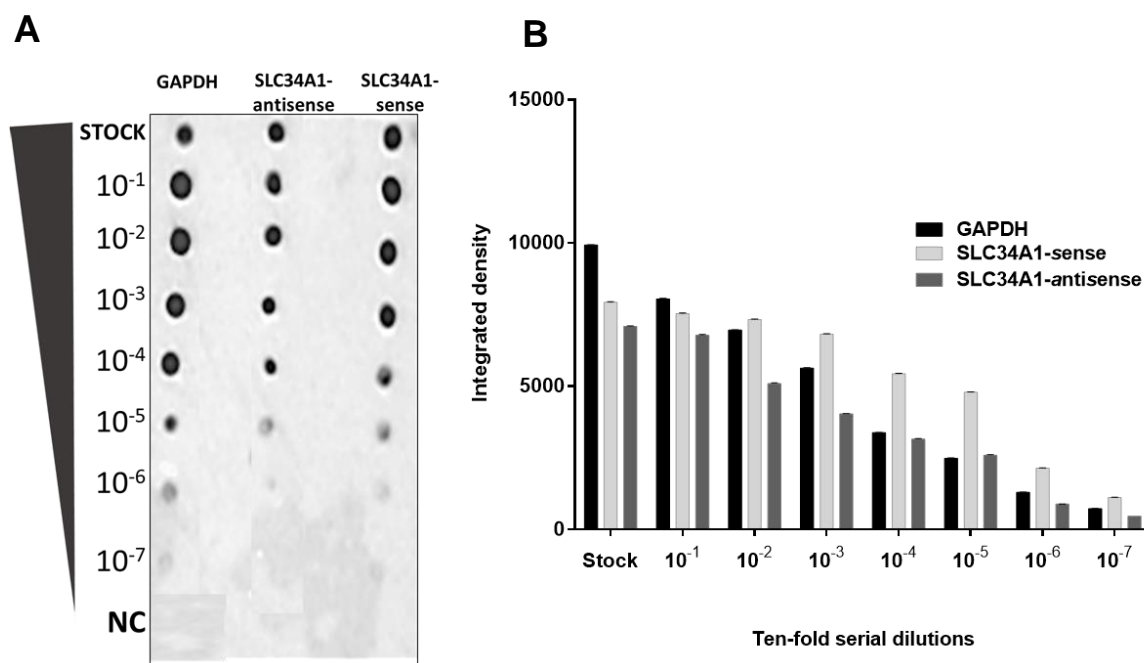 A
GAPDH
SLC34A1-
antisense
SLC34A1-
sense
STOCK
10⁻¹
10⁻²
10⁻³
10⁻⁴
10⁻⁵
10⁻⁶
10⁻⁷
NC
B
15000
10000
5000
0
Integrated density
GAPDH
SLC34A1-sense
SLC34A1-antisense
Stock 10⁻¹ 10⁻² 10⁻³ 10⁻⁴ 10⁻⁵ 10⁻⁶ 10⁻⁷
Ten-fold serial dilutions